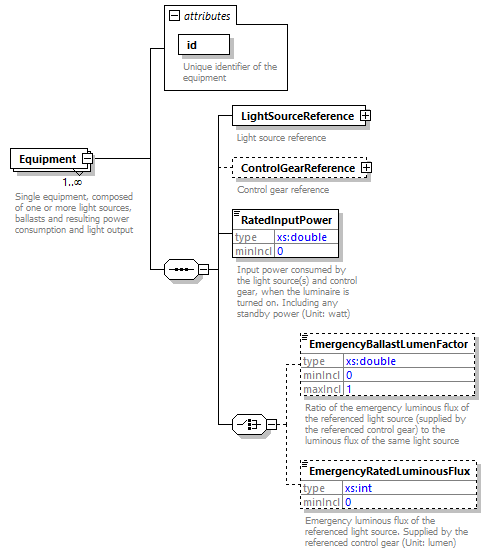 attributes
id
Unique identifier of the
equipment
Equipment
1..∞
Single equipment, composed
of one or more light sources,
ballasts and resulting power
consumption and light output
LightSourceReference
Light source reference
ControlGearReference
Control gear reference
RatedInputPower
type xs:double
minIncl 0
Input power consumed by
the light source(s) and control
gear, when the luminaire is
turned on. Including any
standby power (Unit: watt)
EmergencyBallastLumenFactor
type xs:double
minIncl 0
maxIncl 1
Ratio of the emergency luminous flux of
the referenced light source (supplied by
the referenced control gear) to the
luminous flux of the same light source
EmergencyRatedLuminousFlux
type xs:int
minIncl 0
Emergency luminous flux of the
referenced light source. Supplied by the
referenced control gear (Unit: lumen)